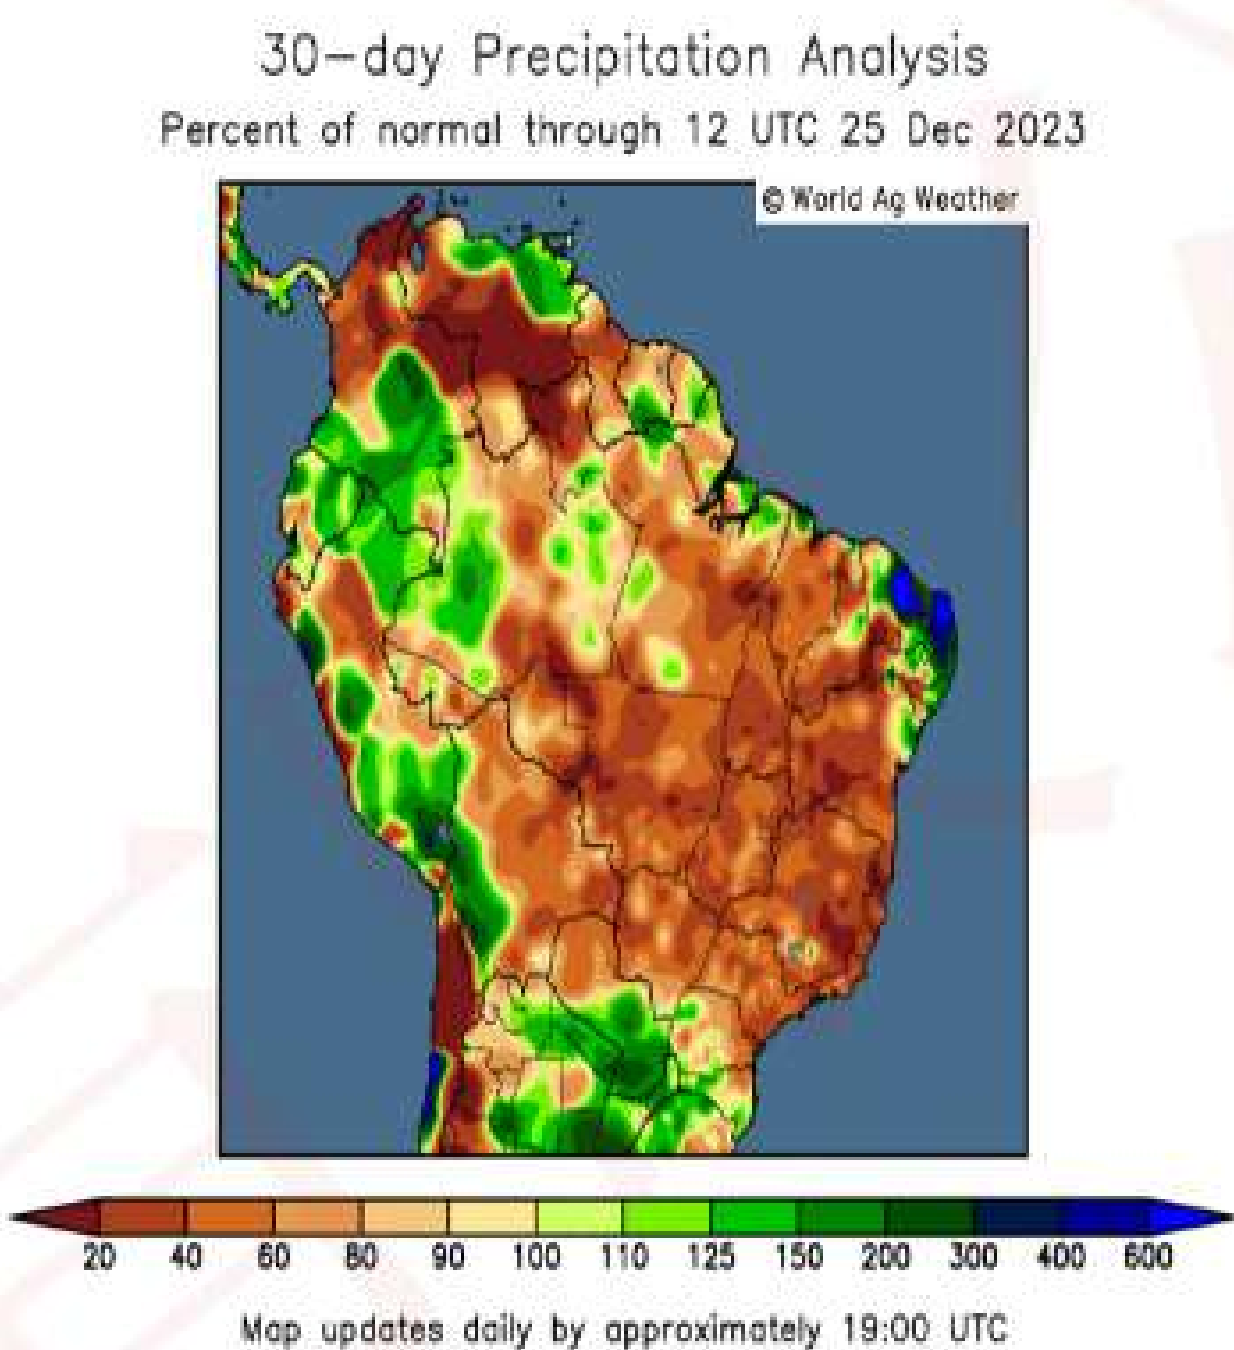 30-day Precipitation Analysis
Percent of normal through 12 UTC 25 Dec 2023
© World Ag Weather
20 40 60 80 90 100 110 125 150 200 300 400 600
Map updates daily by approximately 19:00 UTC